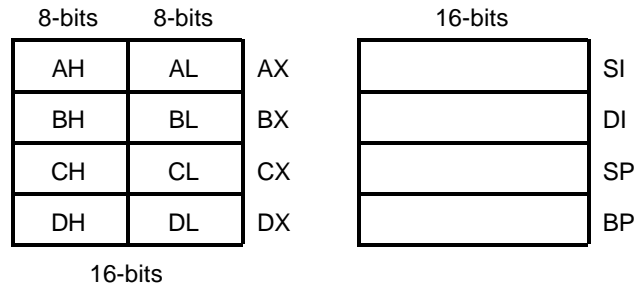 8-bits 8-bits 16-bits
AH AL AX SI
BH BL BX DI
CH CL CX SP
DH DL DX BP
16-bits